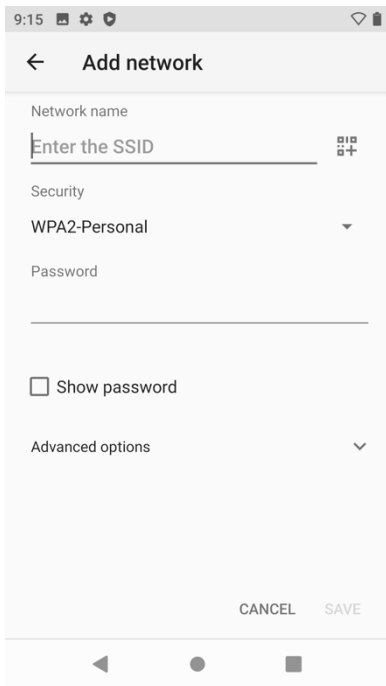 9:15
Add network
Network name
Enter the SSID
Security
WPA2-Personal
Password
Show password
Advanced options
CANCEL SAVE